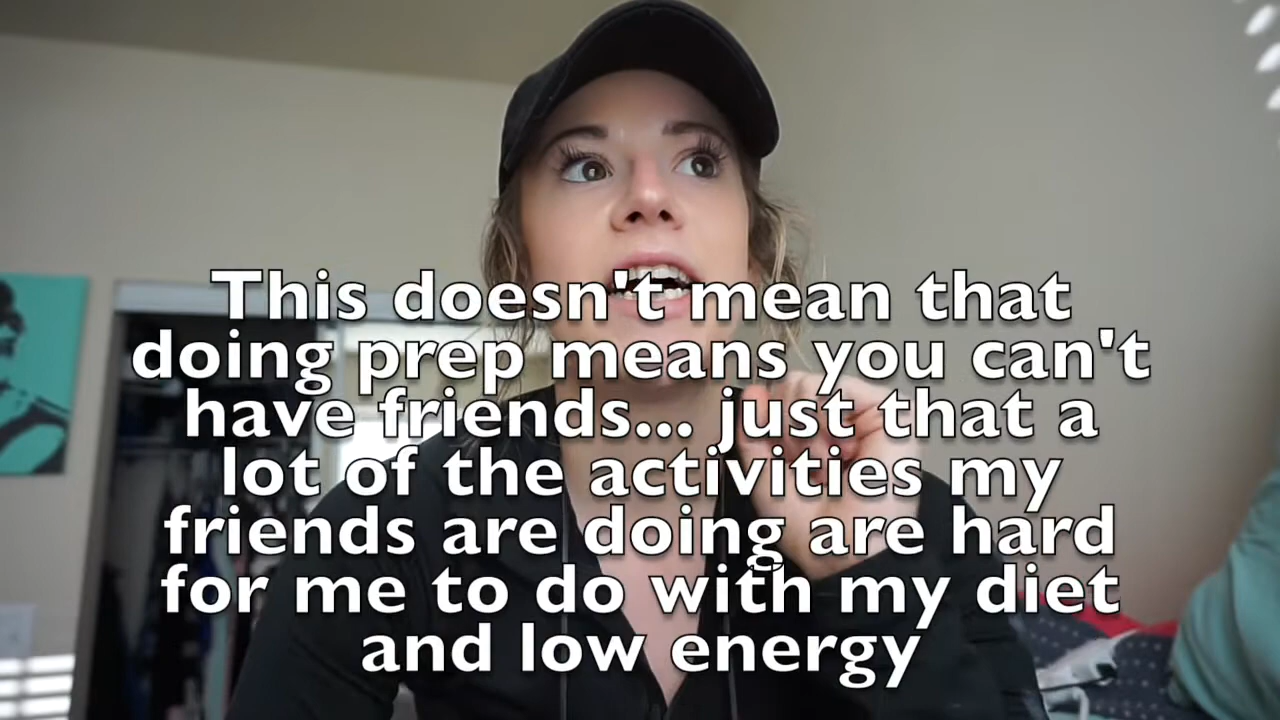 This doesn't mean that
doing prep means you can't
have friends... just that a
lot of the activities my
friends are doing are hard
for me to do with my diet
and low energy